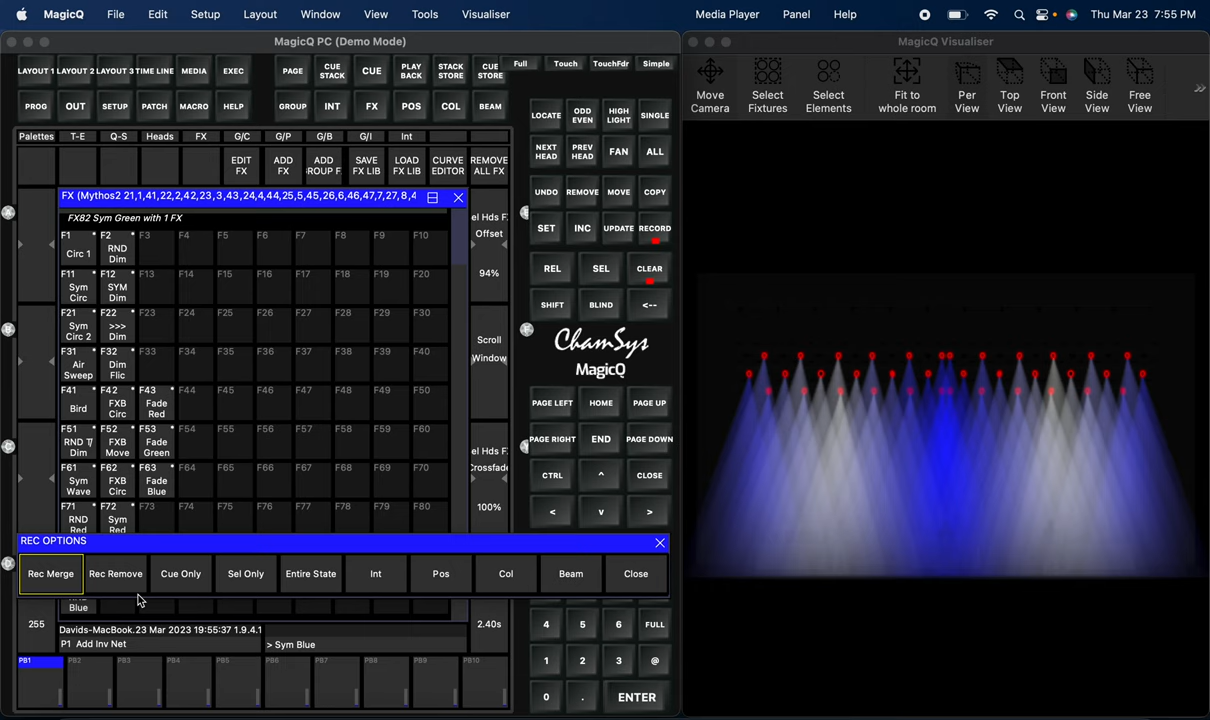 MagicQ File Edit Setup Layout Window View Tools Visualiser Media Player Panel Help Thu Mar 23 7:55 PM
MagicQ PC (Demo Mode)
MagicQ Visualiser
LAYOUT 1 LAYOUT 2 LAYOUT 3 TIME LINE MEDIA EXEC PAGE CUE STACK CUE PLAY BACK STACK STORE CUE STORE
Full Touch TouchFdr Simple
PROG OUT SETUP PATCH MACRO HELP GROUP INT FX POS COL BEAM
Move Camera
Select Fixtures
Select Elements
Fit to whole room
Per View
Top View
Front View
Side View
Free View
LOCATE ODD EVEN HIGH LIGHT SINGLE
NEXT HEAD PREV HEAD FAN ALL
UNDO REMOVE MOVE COPY
SET INC UPDATE RECORD
REL SEL CLEAR
SHIFT BLIND <--
ChamSys
MagicQ
PAGE LEFT HOME PAGE UP
PAGE RIGHT END PAGE DOWN
CTRL ^ CLOSE
< v >
4 5 6 FULL
1 2 3 @
0 . ENTER
Palettes T-E Q-S Heads FX G/C G/P G/B G/I Int
EDIT FX
ADD FX
ADD GROUP F
SAVE FX LIB
LOAD FX LIB
CURVE EDITOR
REMOVE ALL FX
FX (Mythos2 21,1,41,22,2,42,23,3,43,24,4,44,25,5,45,26,6,46,47,7,27,8,4
FX82 Sym Green with 1 FX
F1 Circ 1 F2 RND Dim F3 F4 F5 F6 F7 F8 F9 F10
F11 Sym Circ F12 SYM Dim F13 F14 F15 F16 F17 F18 F19 F20
F21 Sym Circ 2 F22 >>> Dim F23 F24 F25 F26 F27 F28 F29 F30
F31 Air Sweep F32 Dim Flic F33 F34 F35 F36 F37 F38 F39 F40
F41 Bird F42 FXB Circ F43 Fade Red F44 F45 F46 F47 F48 F49 F50
F51 RND Dim F52 FXB Move F53 Fade Green F54 F55 F56 F57 F58 F59 F60
F61 Sym Wave F62 FXB Circ F63 Fade Blue F64 F65 F66 F67 F68 F69 F70
F71 RND Red F72 Sym Red F73 F74 F75 F76 F77 F78 F79 F80
el Hds F
Offset
94%
Scroll
Window
el Hds F
Crossfade
100%
REC OPTIONS
Rec Merge Rec Remove Cue Only Sel Only Entire State Int Pos Col Beam Close
Blue
255
Davids-MacBook.23 Mar 2023 19:55:37 1.9.4.1
2.40s
P1 Add Inv Net
> Sym Blue
PB1 PB2 PB3 PB4 PB5 PB6 PB7 PB8 PB9 PB10